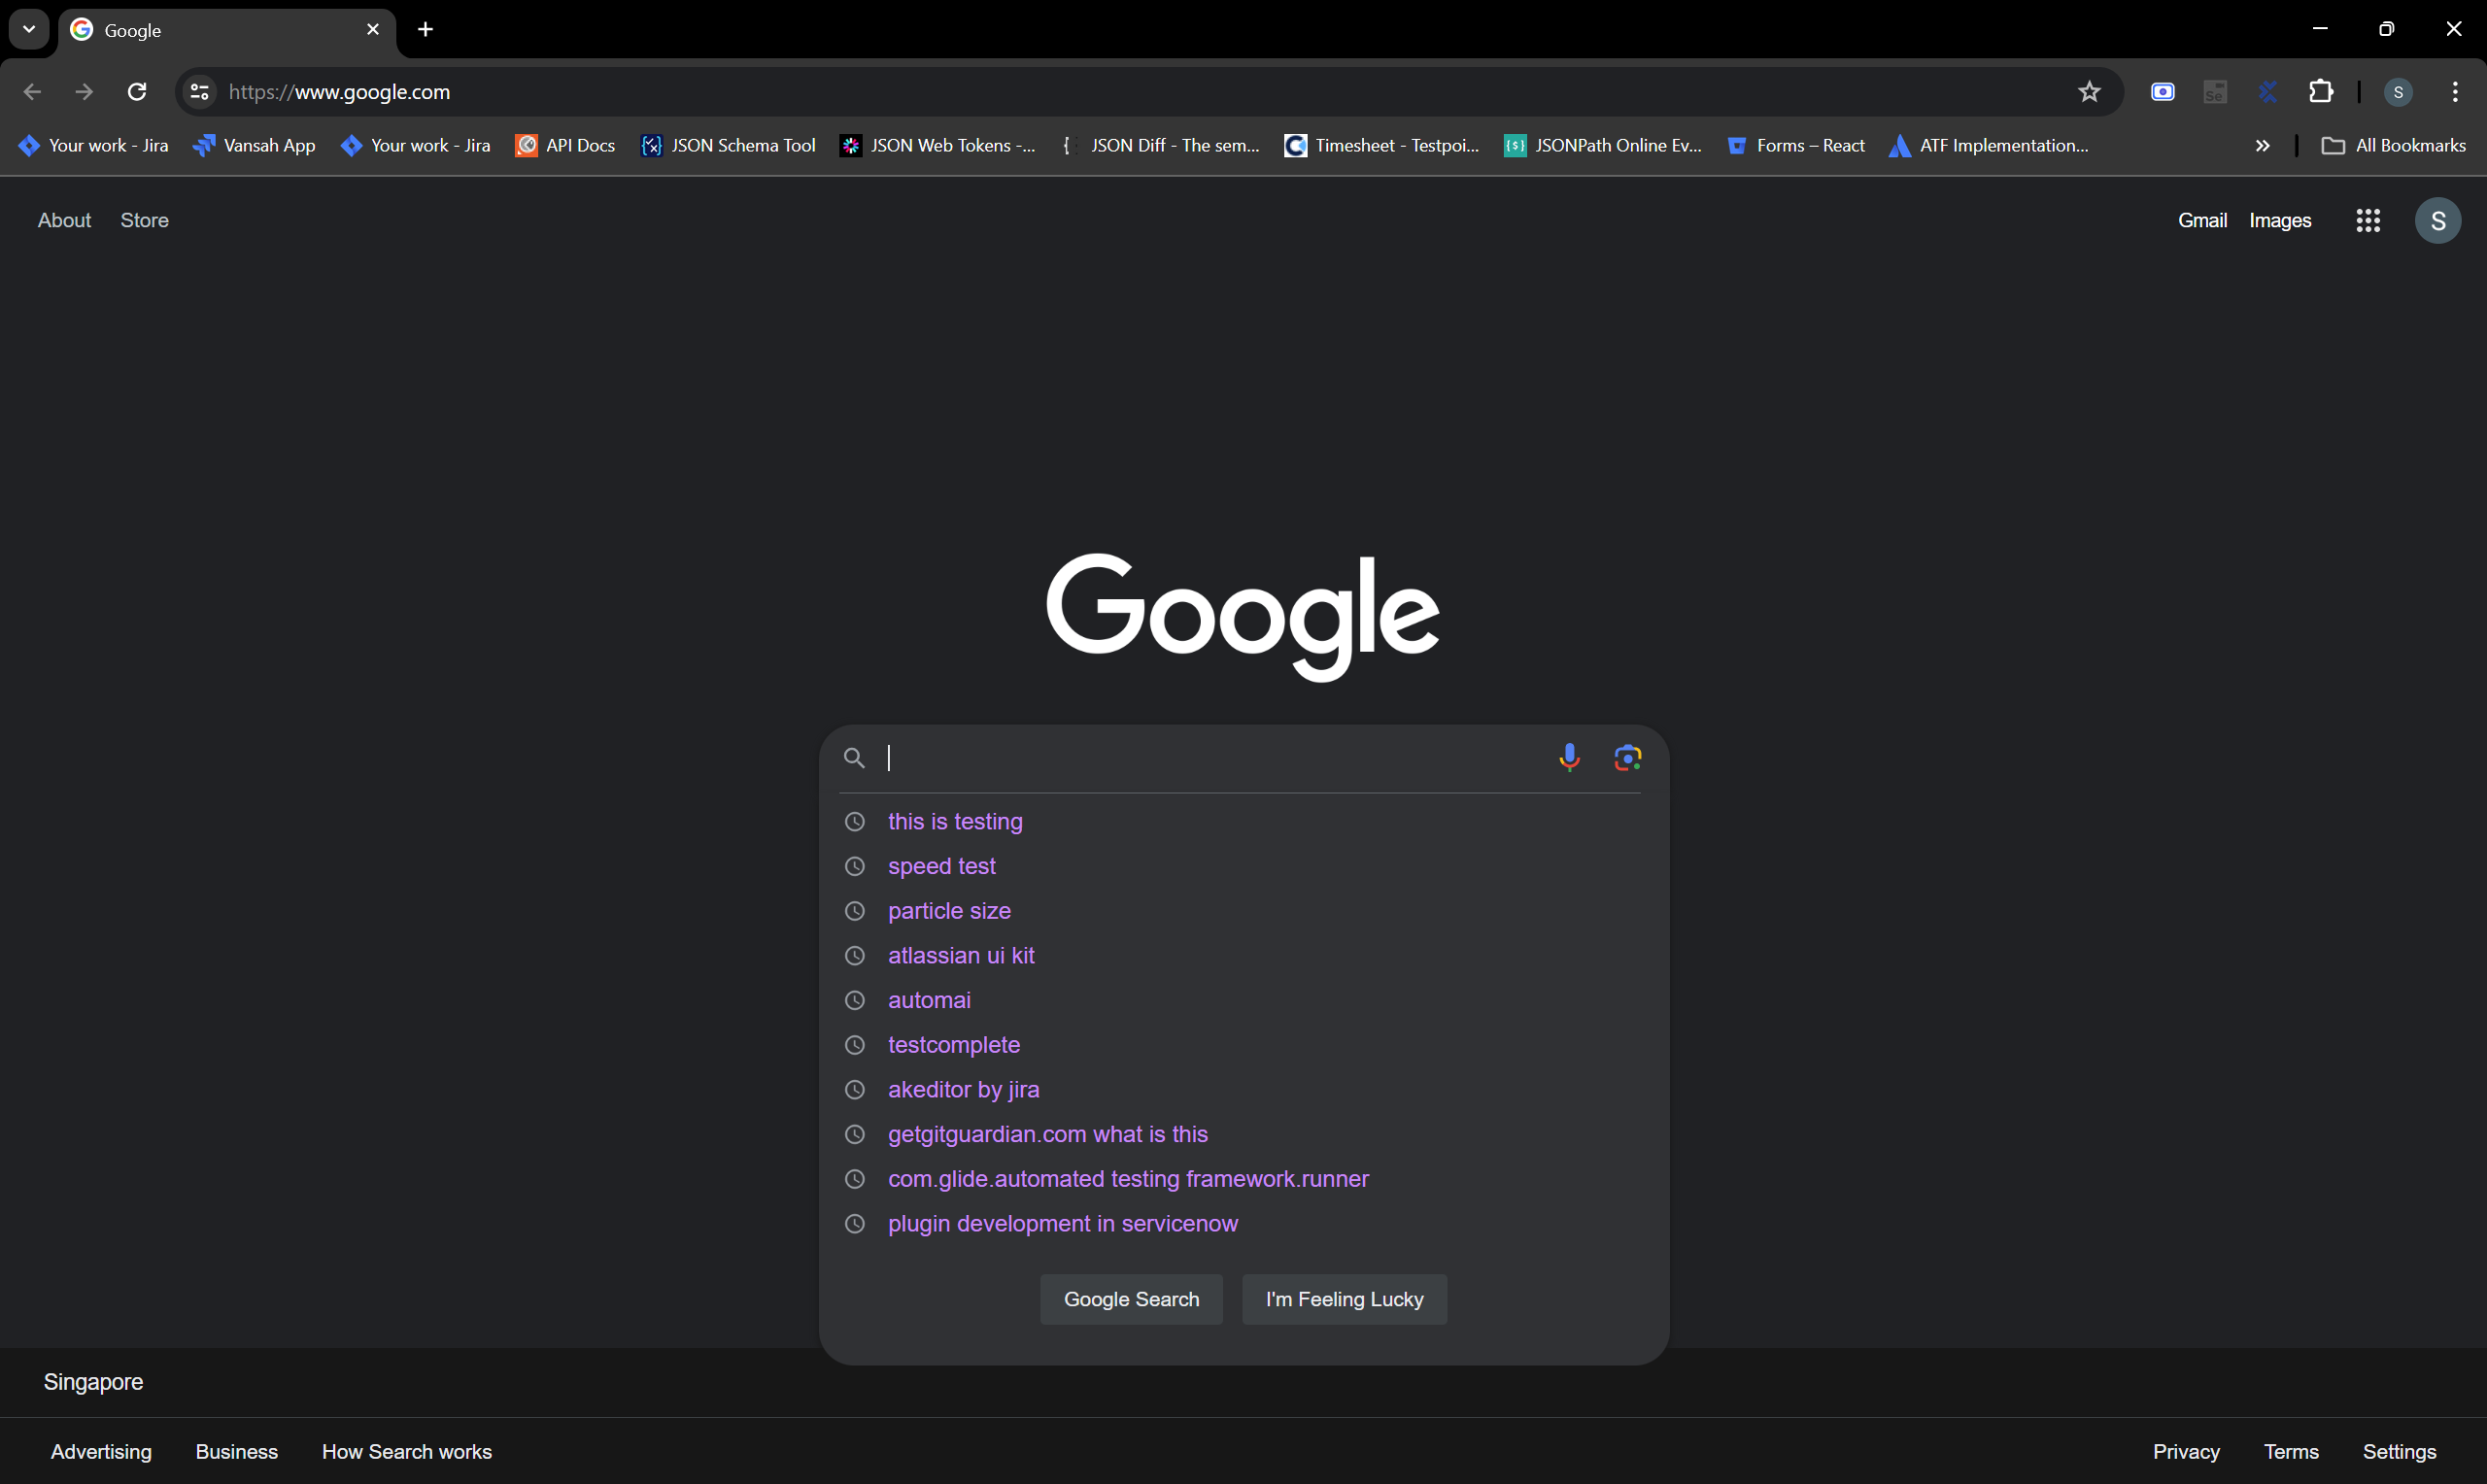 Google
https://www.google.com
S
Your work - Jira Vansah App Your work - Jira API Docs JSON Schema Tool JSON Web Tokens -... JSON Diff - The sem... Timesheet - Testpoi... JSONPath Online Ev... Forms – React ATF Implementation... All Bookmarks
About Store Gmail Images S
Google
this is testing
speed test
particle size
atlassian ui kit
automai
testcomplete
akeditor by jira
getgitguardian.com what is this
com.glide.automated testing framework.runner
plugin development in servicenow
Google Search I'm Feeling Lucky
Singapore
Advertising Business How Search works Privacy Terms Settings